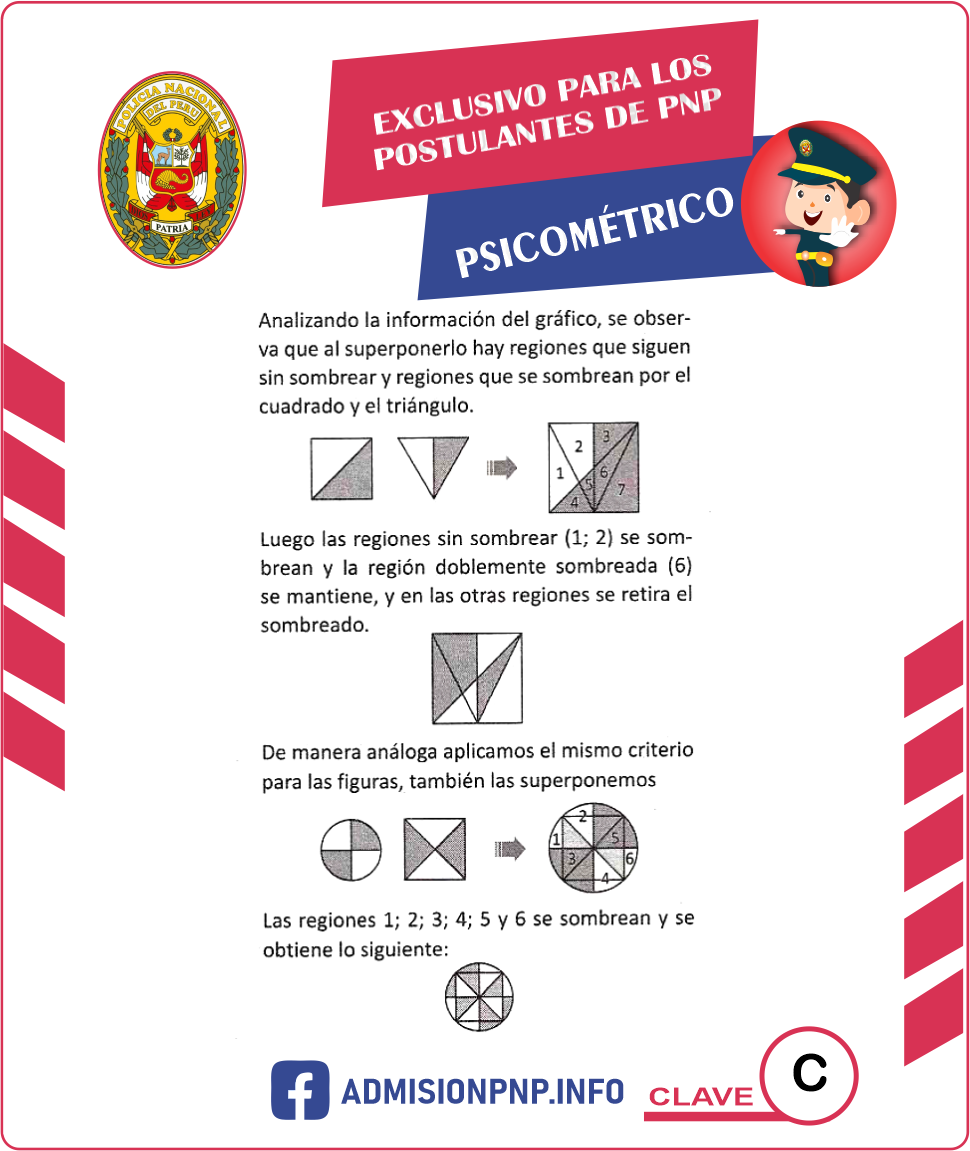 POLICIA NACIONAL
DEL PERU
DIOS
PATRIA
LEY
EXCLUSIVO PARA LOS
POSTULANTES DE PNP
PSICOMÉTRICO
Analizando la información del gráfico, se obser-
va que al superponerlo hay regiones que siguen
sin sombrear y regiones que se sombrean por el
cuadrado y el triángulo.
1 2 3 4 5 6 7
Luego las regiones sin sombrear (1; 2) se som-
brean y la región doblemente sombreada (6)
se mantiene, y en las otras regiones se retira el
sombreado.
De manera análoga aplicamos el mismo criterio
para las figuras, también las superponemos
1 2 3 4 5 6
Las regiones 1; 2; 3; 4; 5 y 6 se sombrean y se
obtiene lo siguiente:
ADMISIONPNP.INFO
CLAVE C